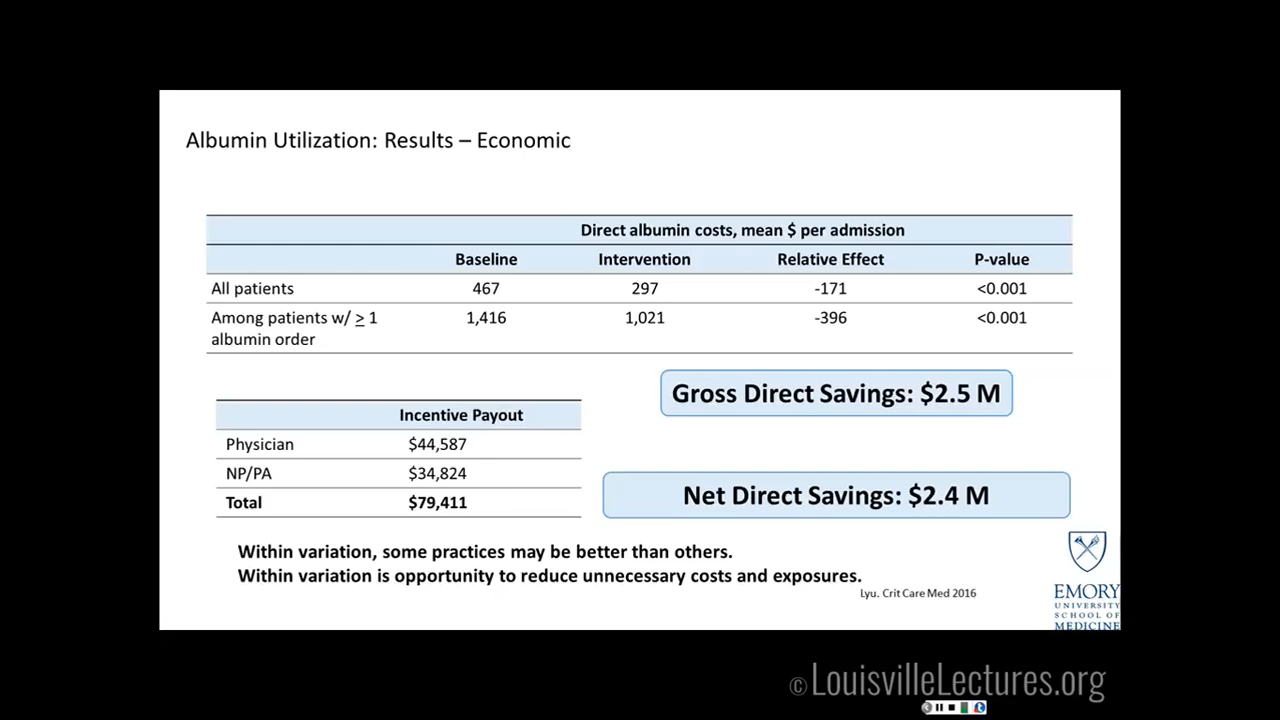 Albumin Utilization: Results – Economic
Direct albumin costs, mean $ per admission
Baseline Intervention Relative Effect P-value
All patients 467 297 -171 <0.001
Among patients w/ > 1 1,416 1,021 -396 <0.001
albumin order
Gross Direct Savings: $2.5 M
Incentive Payout
Physician $44,587
NP/PA $34,824
Total $79,411
Net Direct Savings: $2.4 M
Within variation, some practices may be better than others.
Within variation is opportunity to reduce unnecessary costs and exposures.
Lyu. Crit Care Med 2016
EMORY
UNIVERSITY
SCHOOL OF
MEDICINE
© LouisvilleLectures.org